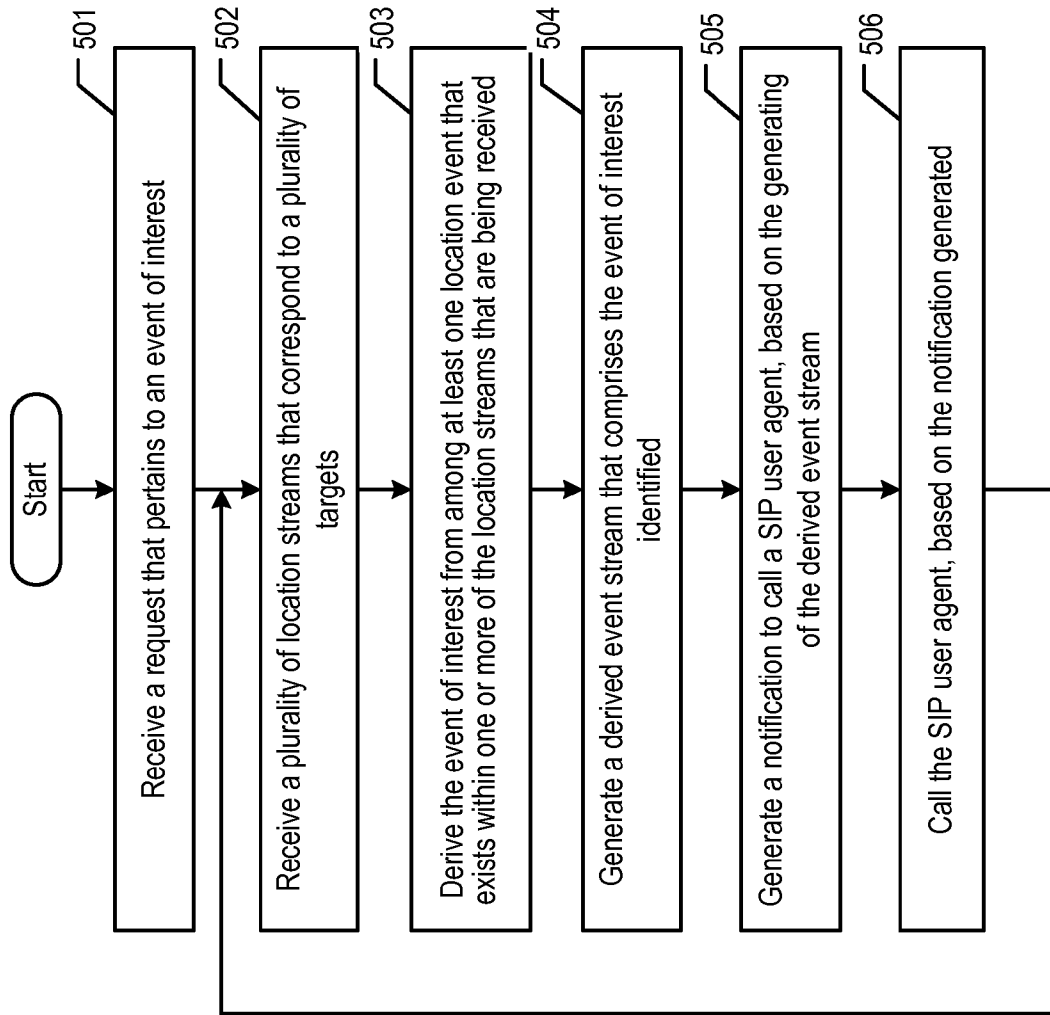 Start
501
Receive a request that pertains to an event of interest
502
Receive a plurality of location streams that correspond to a plurality of
targets
503
Derive the event of interest from among at least one location event that
exists within one or more of the location streams that are being received
504
Generate a derived event stream that comprises the event of interest
identified
505
Generate a notification to call a SIP user agent, based on the generating
of the derived event stream
506
Call the SIP user agent, based on the notification generated